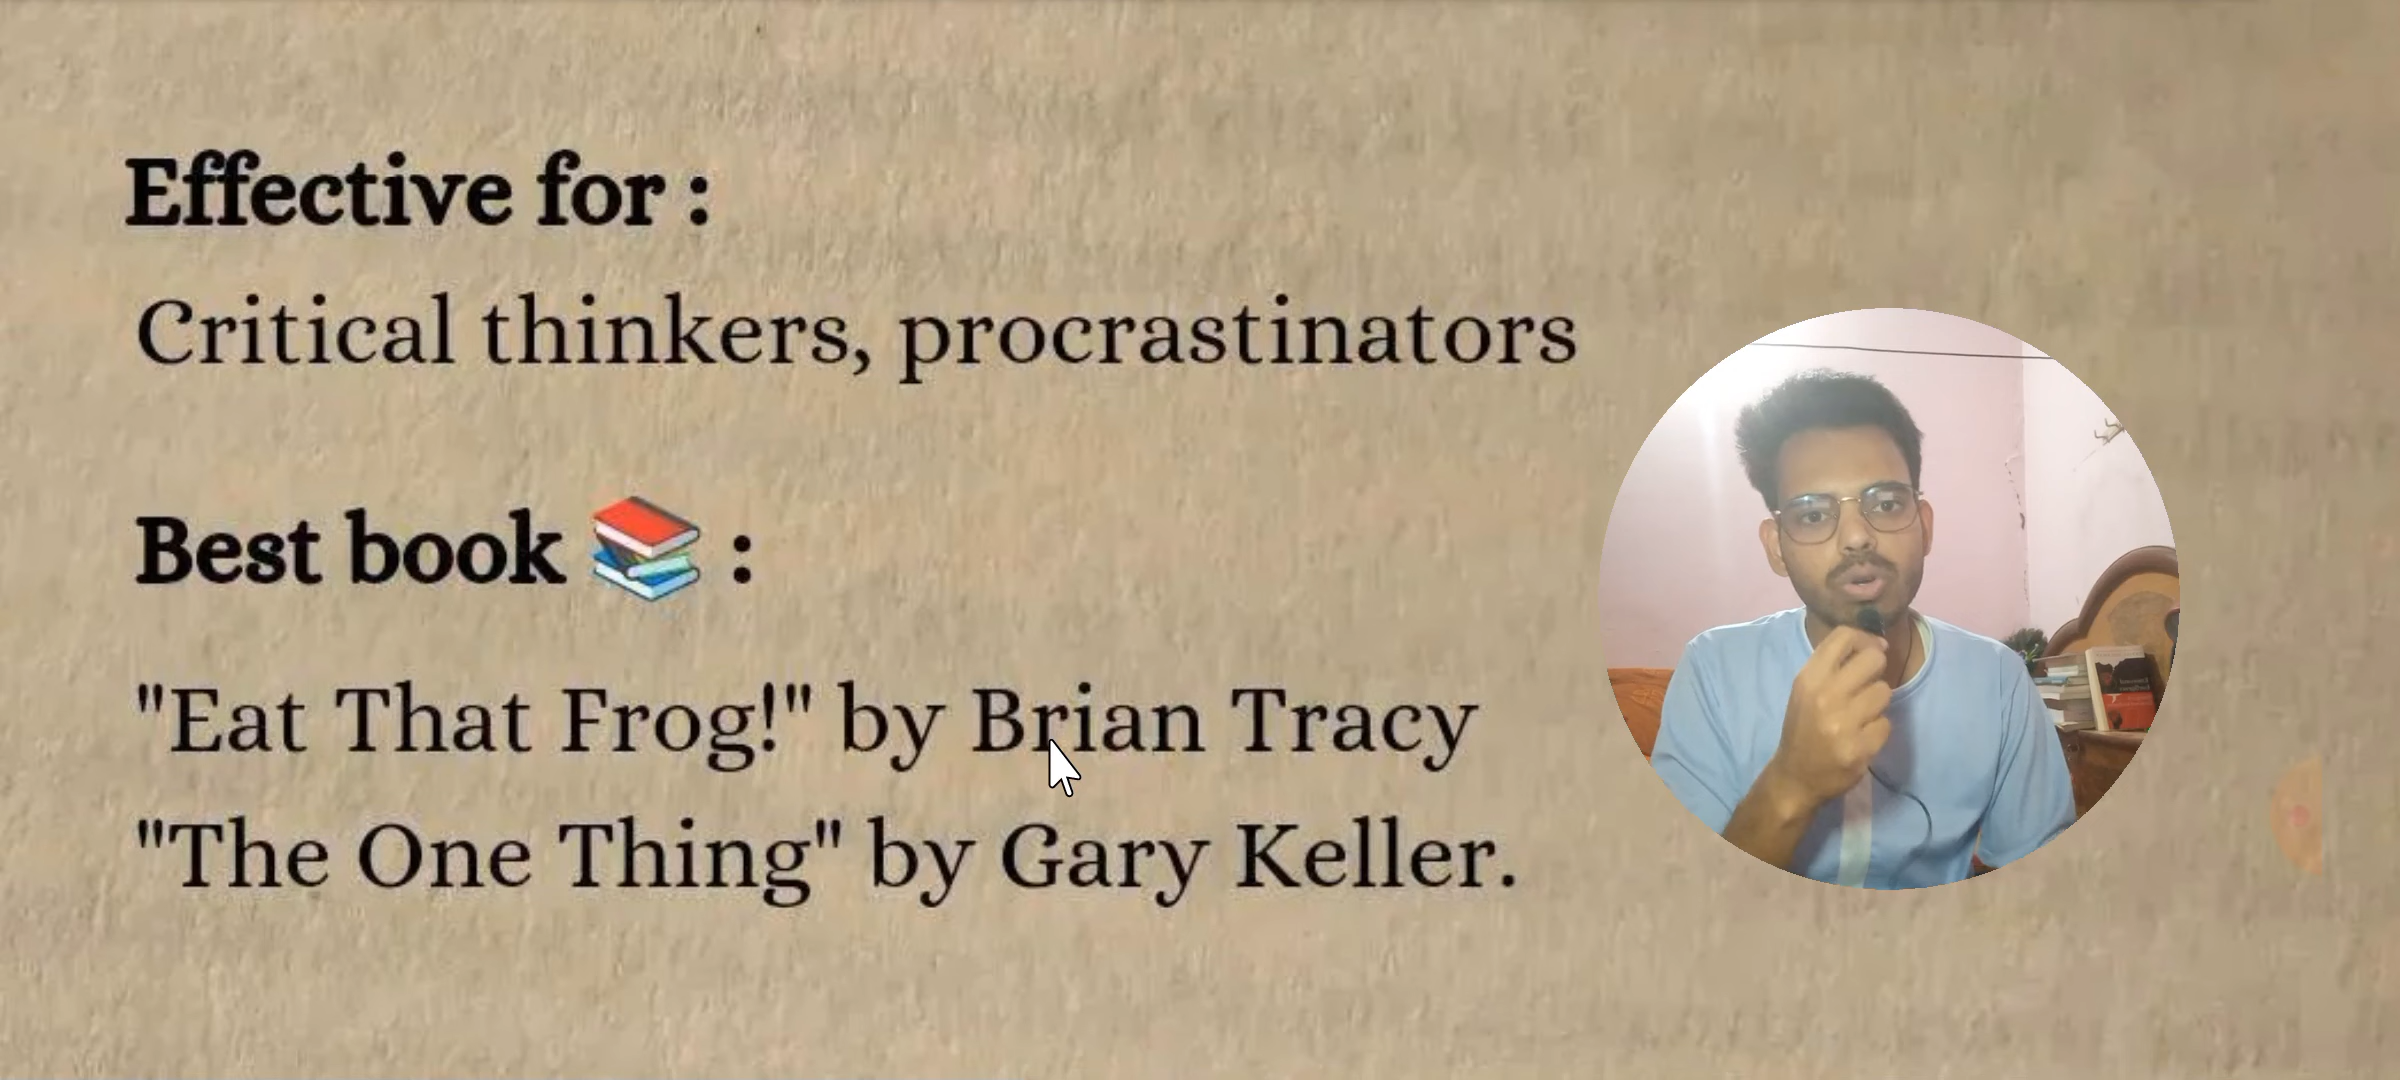 Effective for :
Critical thinkers, procrastinators
Best book 📚 :
"Eat That Frog!" by Brian Tracy
"The One Thing" by Gary Keller.